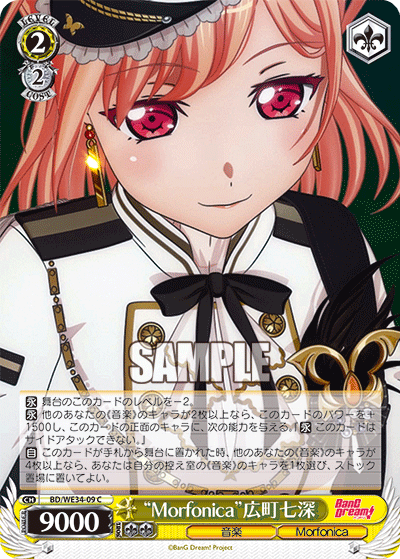 LEVEL
2
2
COST
SAMPLE
永 舞台のこのカードのレベルを－2。
永 他のあなたの《音楽》のキャラが2枚以上なら、このカードのパワーを＋
1500し、このカードの正面のキャラに、次の能力を与える。『永 このカードは
サイドアタックできない。』
自 このカードが手札から舞台に置かれた時、他のあなたの《音楽》のキャラが
4枚以上なら、あなたは自分の控え室の《音楽》のキャラを1枚選び、ストック
置場に置いてよい。
CH BD/WE34-09 C
“Morfonica”広町七深
BanG Dream!
POWER 9000 SOUL
音楽 Morfonica
©BanG Dream! Project